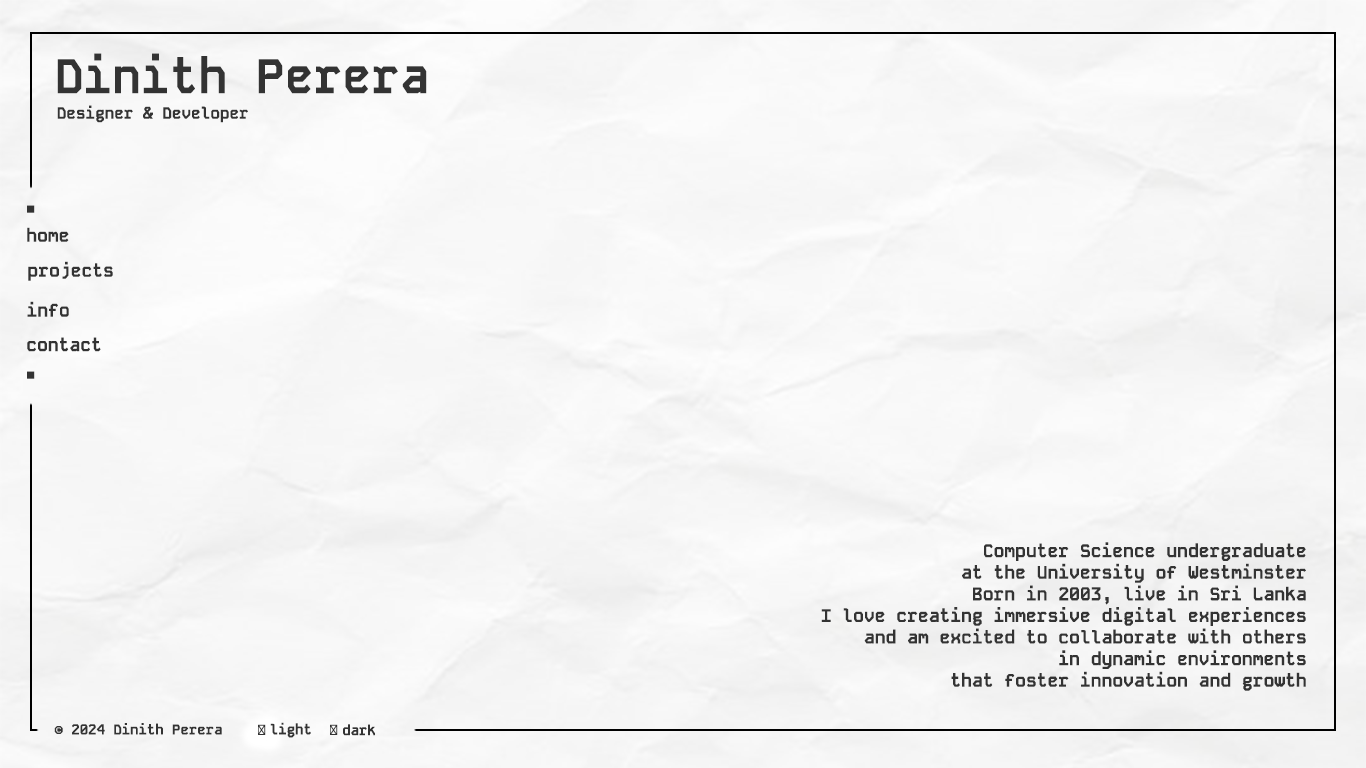 Dinith Perera
Designer & Developer
home
projects
info
contact
Computer Science undergraduate
at the University of Westminster
Born in 2003, live in Sri Lanka
I love creating immersive digital experiences
and am excited to collaborate with others
in dynamic environments
that foster innovation and growth
© 2024 Dinith Perera
light
dark